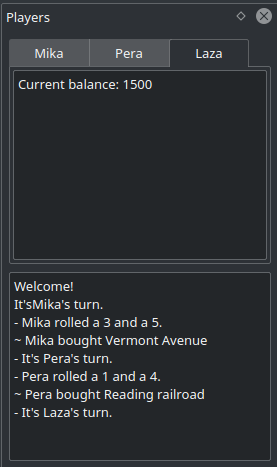 Players
Mika Pera Laza
Current balance: 1500
Welcome!
It'sMika's turn.
- Mika rolled a 3 and a 5.
~ Mika bought Vermont Avenue
- It's Pera's turn.
- Pera rolled a 1 and a 4.
~ Pera bought Reading railroad
- It's Laza's turn.